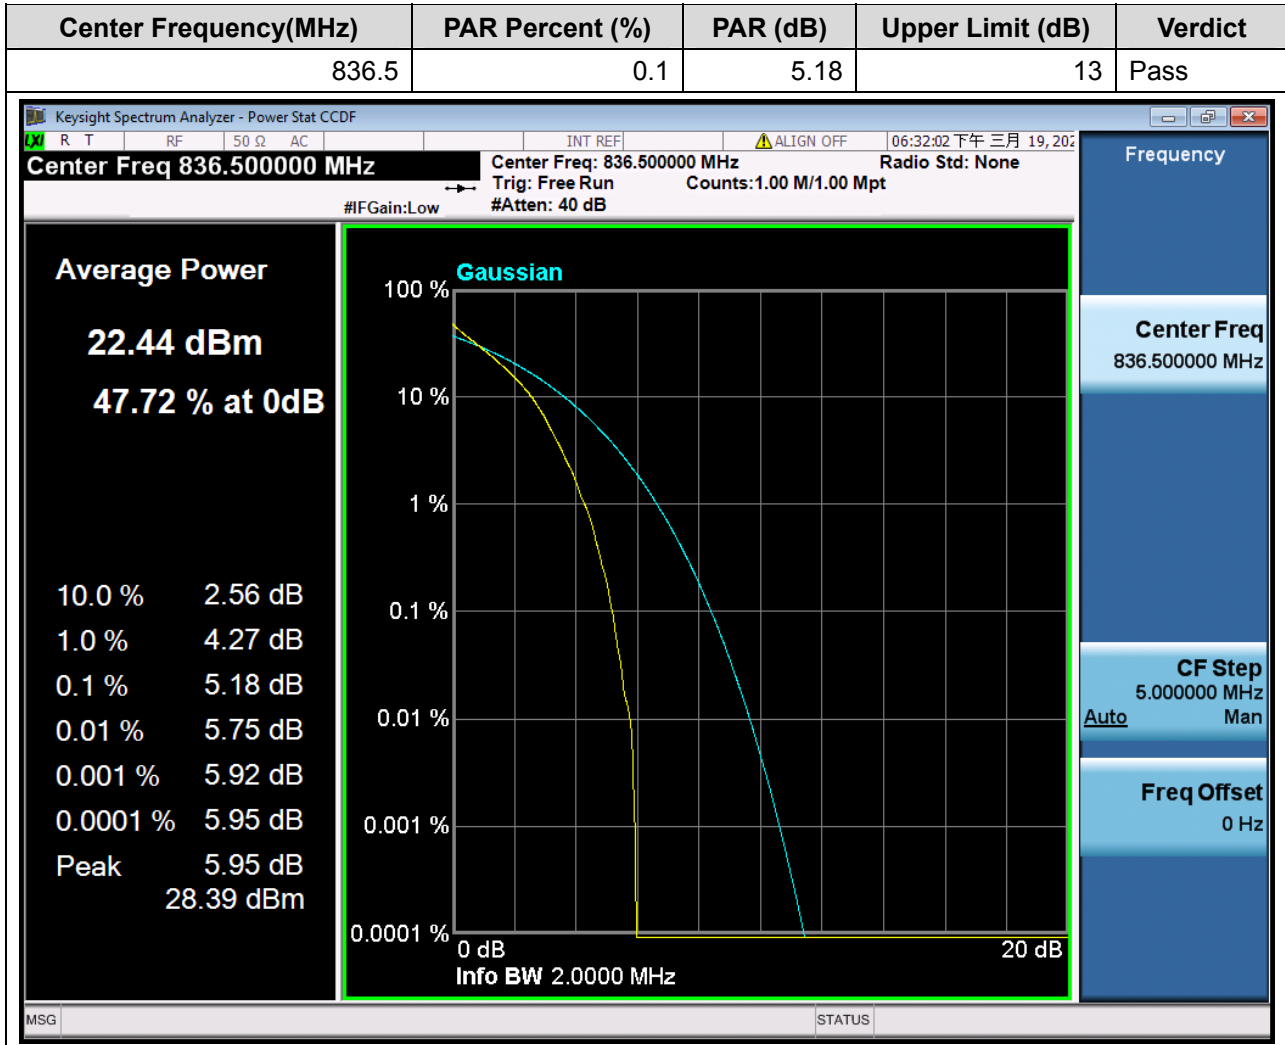 Center Frequency(MHz) PAR Percent (%) PAR (dB) Upper Limit (dB) Verdict
836.5 0.1 5.18 13 Pass
Keysight Spectrum Analyzer - Power Stat CCDF
LXI R T RF 50 Ω AC INT REF ALIGN OFF 06:32:02 下午 三月 19, 202
Center Freq 836.500000 MHz
Center Freq: 836.500000 MHz Radio Std: None
Trig: Free Run Counts:1.00 M/1.00 Mpt
#IFGain:Low #Atten: 40 dB
Average Power
22.44 dBm
47.72 % at 0dB
10.0 % 2.56 dB
1.0 % 4.27 dB
0.1 % 5.18 dB
0.01 % 5.75 dB
0.001 % 5.92 dB
0.0001 % 5.95 dB
Peak 5.95 dB
28.39 dBm
Gaussian
100 %
10 %
1 %
0.1 %
0.01 %
0.001 %
0.0001 %
0 dB 20 dB
Info BW 2.0000 MHz
Frequency
Center Freq
836.500000 MHz
CF Step
5.000000 MHz
Auto Man
Freq Offset
0 Hz
MSG STATUS